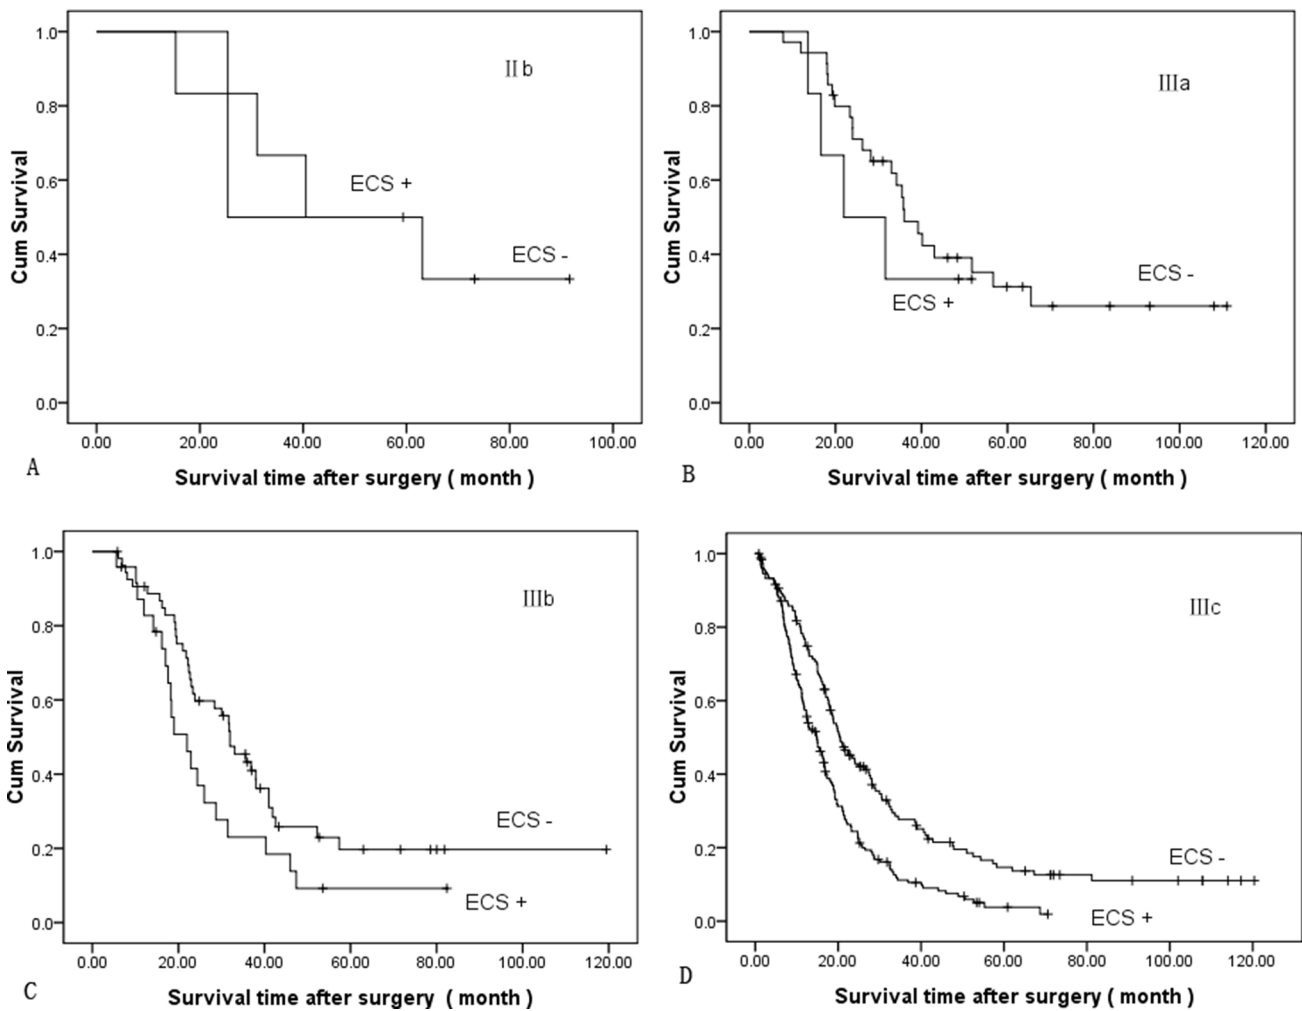 1.0
0.8
0.6
0.4
0.2
0.0
Cum Survival
IIb
ECS +
ECS -
0.00 20.00 40.00 60.00 80.00 100.00
Survival time after surgery ( month )
A
1.0
0.8
0.6
0.4
0.2
0.0
Cum Survival
IIIa
ECS -
ECS +
0.00 20.00 40.00 60.00 80.00 100.00 120.00
Survival time after surgery ( month )
B
1.0
0.8
0.6
0.4
0.2
0.0
Cum Survival
IIIb
ECS -
ECS +
0.00 20.00 40.00 60.00 80.00 100.00 120.00
Survival time after surgery ( month )
C
1.0
0.8
0.6
0.4
0.2
0.0
Cum Survival
IIIc
ECS -
ECS +
0.00 20.00 40.00 60.00 80.00 100.00 120.00
Survival time after surgery ( month )
D